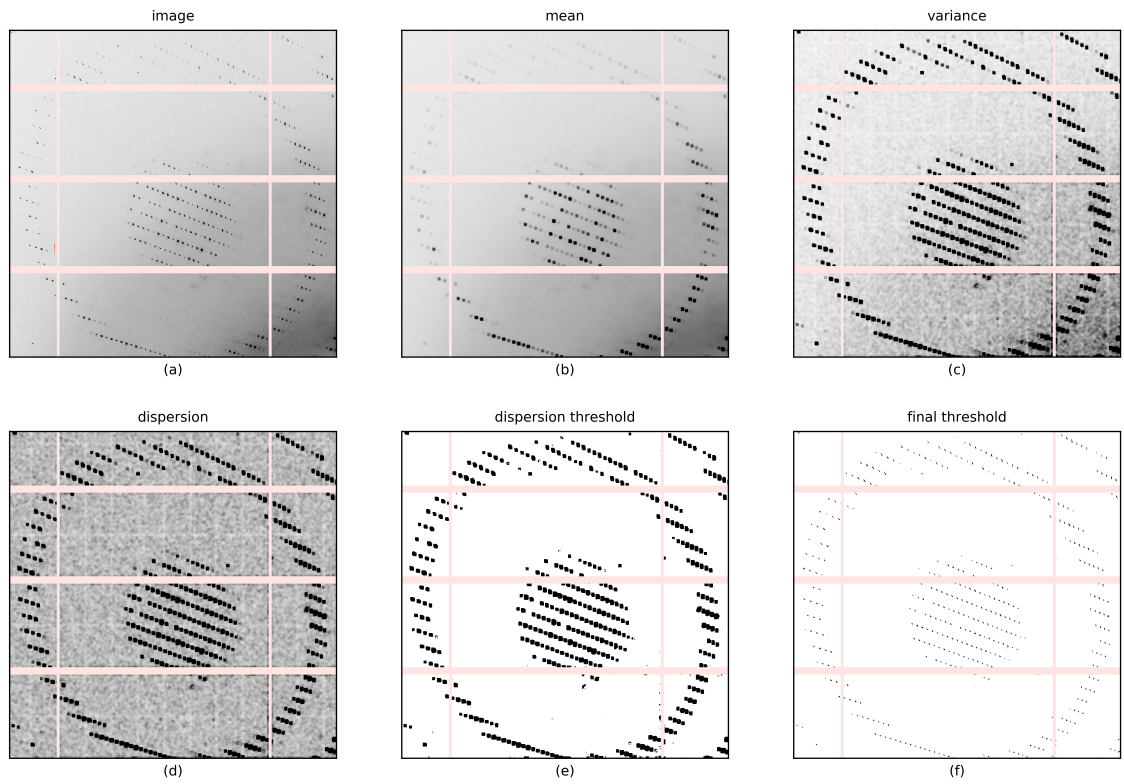 image
mean
variance
(a)
(b)
(c)
dispersion
dispersion threshold
final threshold
(d)
(e)
(f)